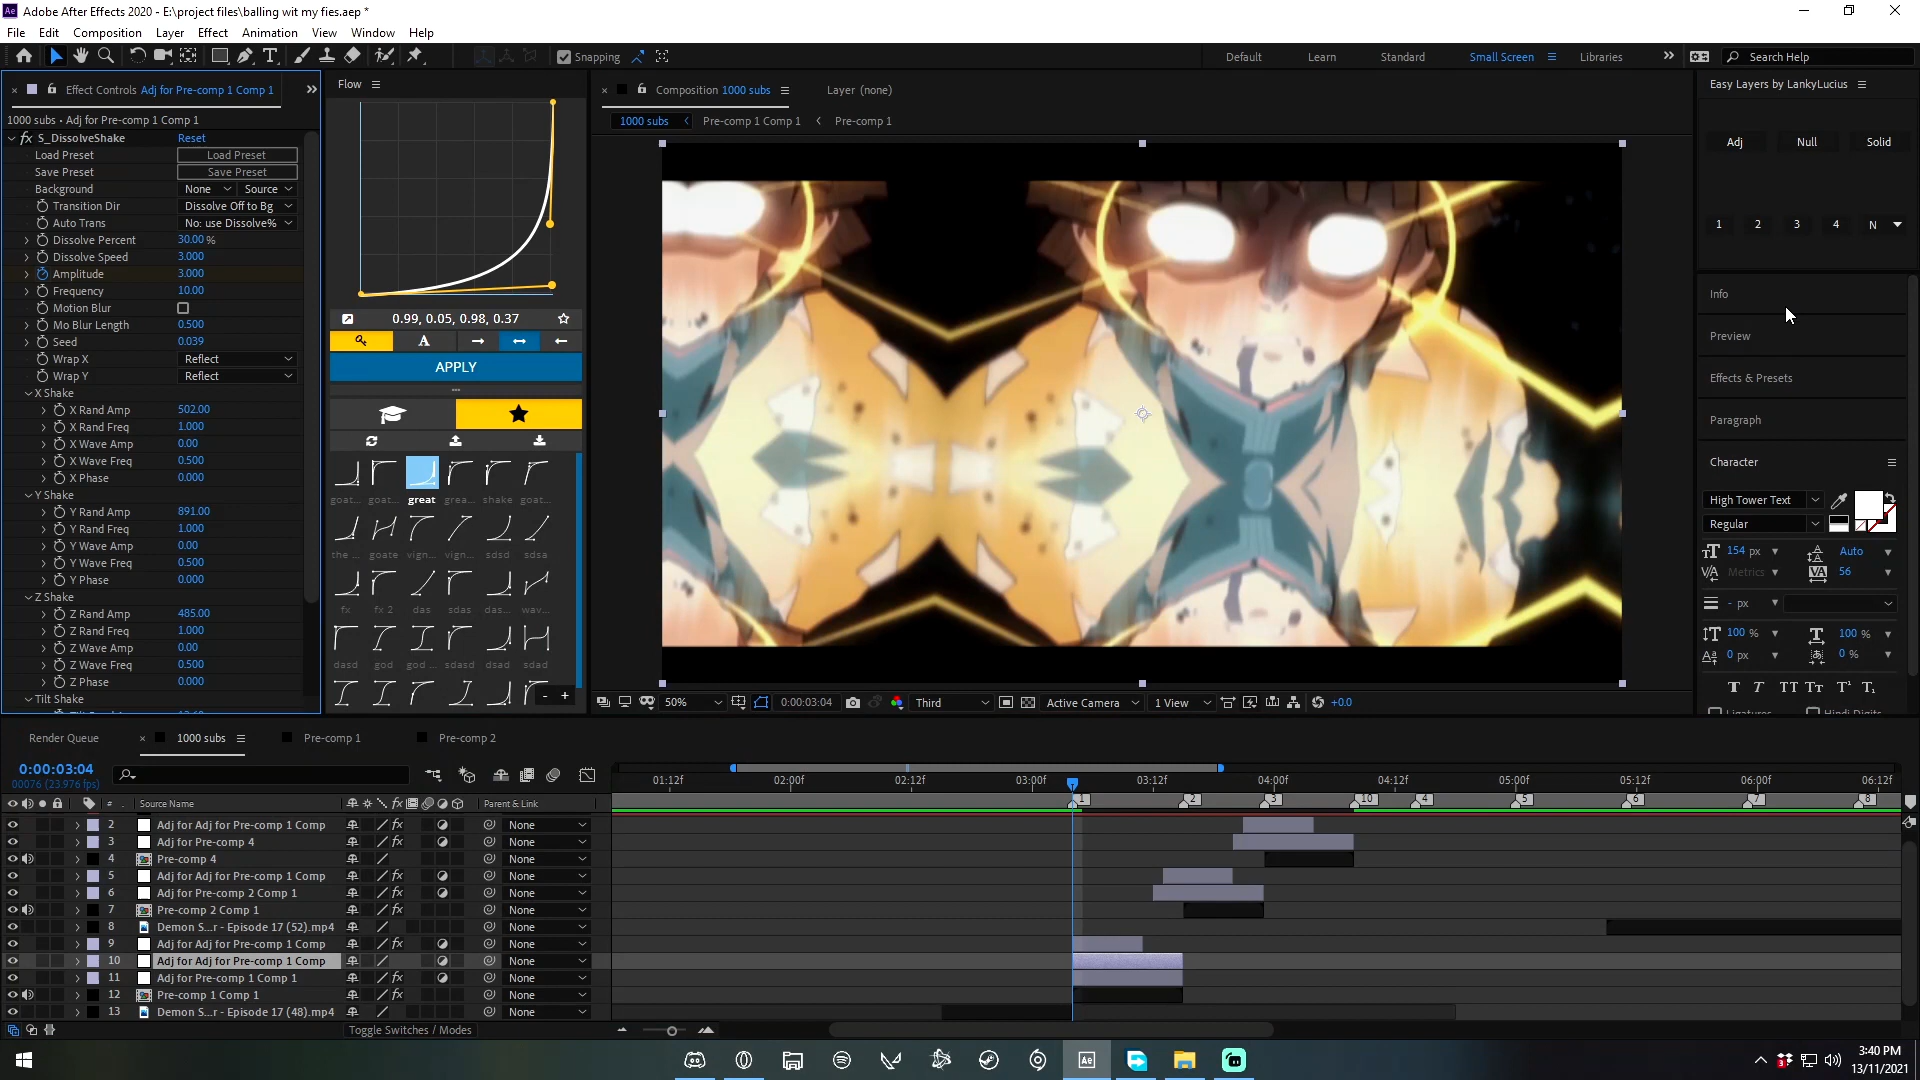 Adobe After Effects 2020 - E:\project files\balling wit my fies.aep *
File Edit Composition Layer Effect Animation View Window Help
Snapping
Default Learn Standard Small Screen Libraries Search Help
Effect Controls Adj for Pre-comp 1 Comp 1
1000 subs • Adj for Pre-comp 1 Comp 1
fx S_DissolveShake Reset
Load Preset Load Preset
Save Preset Save Preset
Background None Source
Transition Dir Dissolve Off to Bg
Auto Trans No: use Dissolve%
Dissolve Percent 30.00 %
Dissolve Speed 3.000
Amplitude 3.000
Frequency 10.00
Motion Blur
Mo Blur Length 0.500
Seed 0.039
Wrap X Reflect
Wrap Y Reflect
X Shake
X Rand Amp 502.00
X Rand Freq 1.000
X Wave Amp 0.00
X Wave Freq 0.500
X Phase 0.000
Y Shake
Y Rand Amp 891.00
Y Rand Freq 1.000
Y Wave Amp 0.00
Y Wave Freq 0.500
Y Phase 0.000
Z Shake
Z Rand Amp 485.00
Z Rand Freq 1.000
Z Wave Amp 0.00
Z Wave Freq 0.500
Z Phase 0.000
Tilt Shake
Flow
0.99, 0.05, 0.98, 0.37
A
APPLY
goat... goat... great grea... shake goat...
the ... goate vign... vign... sdsd sdsa
fx fx 2 das sdas das... wav...
dasd god god ... sdasd dsad sdad
- +
Composition 1000 subs Layer (none)
1000 subs Pre-comp 1 Comp 1 Pre-comp 1
50% 0:00:03:04 Third Active Camera 1 View +0.0
Easy Layers by LankyLucius
Adj Null Solid
1 2 3 4 N
Info
Preview
Effects & Presets
Paragraph
Character
High Tower Text
Regular
154 px Auto
Metrics 56
- px
100 % 100 %
0 px 0 %
Ligatures Hindi Digits
Render Queue 1000 subs Pre-comp 1 Pre-comp 2
0:00:03:04
00076 (23.976 fps)
01:12f 02:00f 02:12f 03:00f 03:12f 04:00f 04:12f 05:00f 05:12f 06:00f 06:12f
1 2 3 10 4 5 6 7 8
# Source Name Parent & Link
2 Adj for Adj for Pre-comp 1 Comp fx None
3 Adj for Pre-comp 4 fx None
4 Pre-comp 4 None
5 Adj for Adj for Pre-comp 1 Comp fx None
6 Adj for Pre-comp 2 Comp 1 fx None
7 Pre-comp 2 Comp 1 fx None
8 Demon S...r - Episode 17 (52).mp4 None
9 Adj for Adj for Pre-comp 1 Comp fx None
10 Adj for Adj for Pre-comp 1 Comp None
11 Adj for Pre-comp 1 Comp 1 fx None
12 Pre-comp 1 Comp 1 fx None
13 Demon S...r - Episode 17 (48).mp4 None
Toggle Switches / Modes
Ae
3:40 PM
13/11/2021